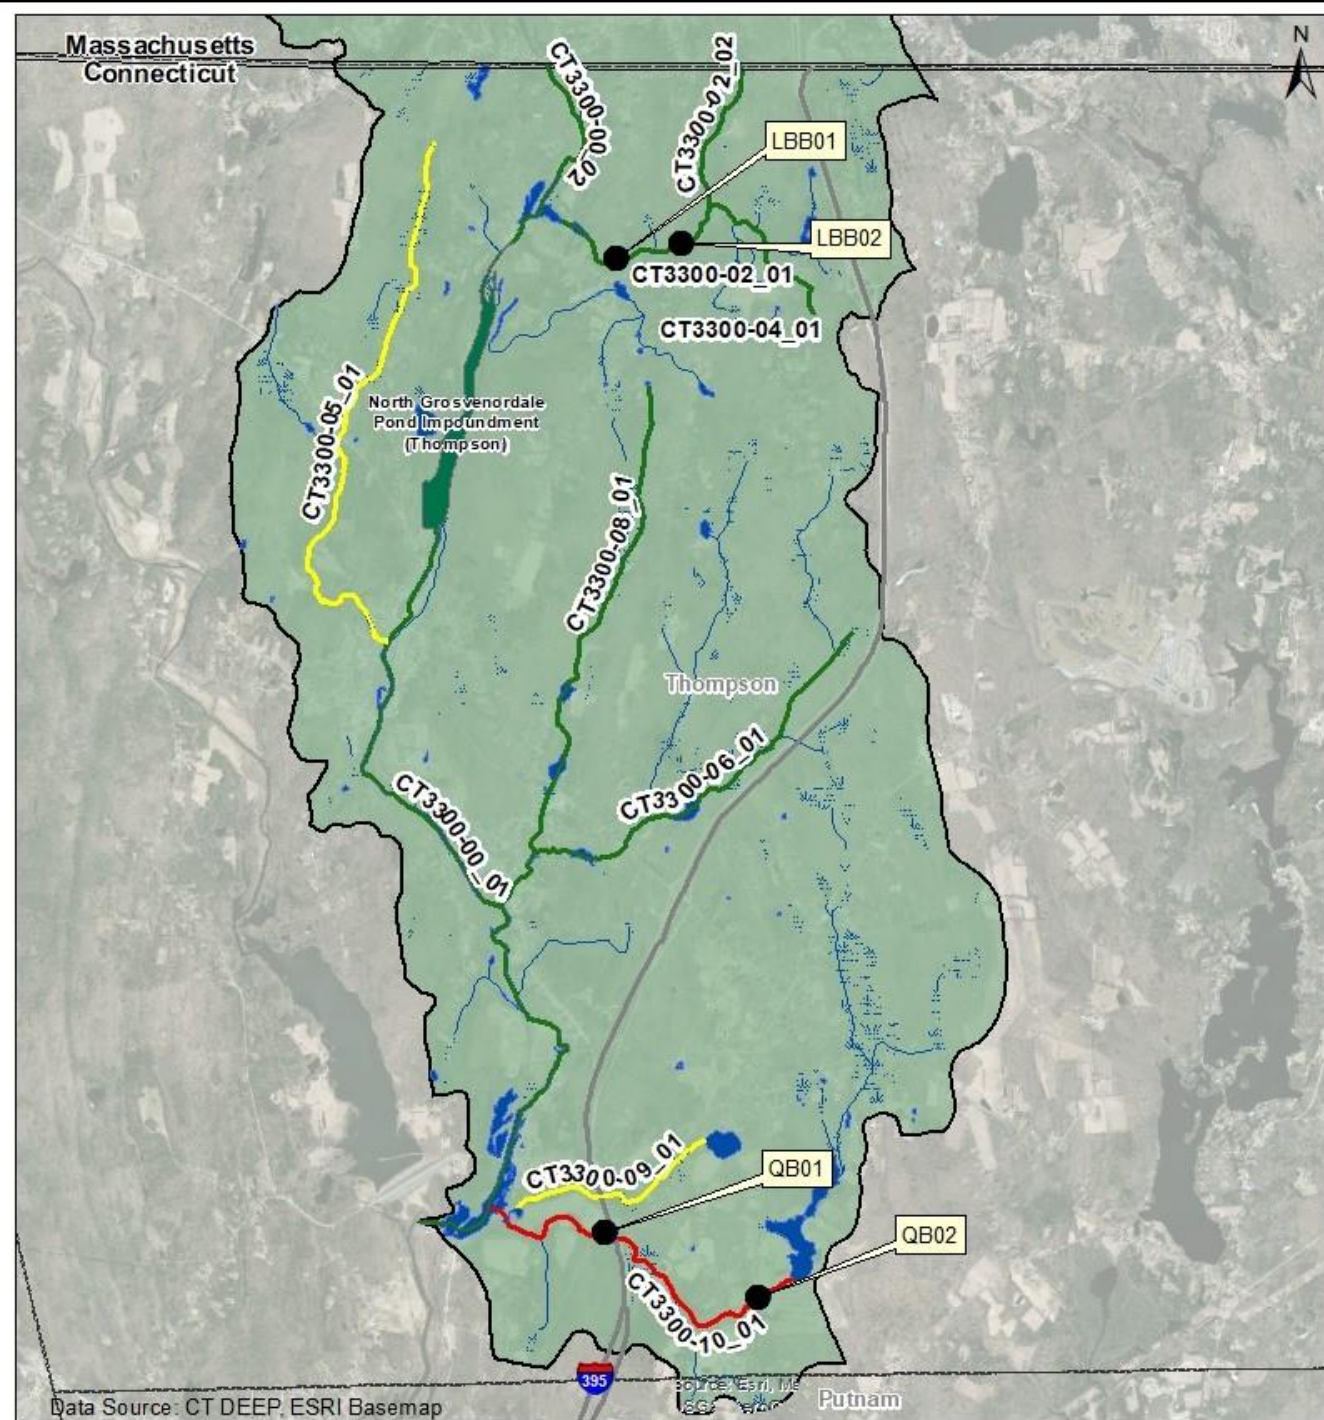 Massachusetts
Connecticut
N
CT3300-00_02
CT3300-02_02
LBB01
LBB02
CT3300-02_01
CT3300-04_01
CT3300-05_01
North Grosvenordale
Pond Impoundment
(Thompson)
CT3300-08_01
Thompson
CT3300-06_01
CT3300-00_01
CT3300-09_01
QB01
QB02
CT3300-10_01
395
Source: Esri,
Putnam
Data Source: CT DEEP, ESRI Basemap